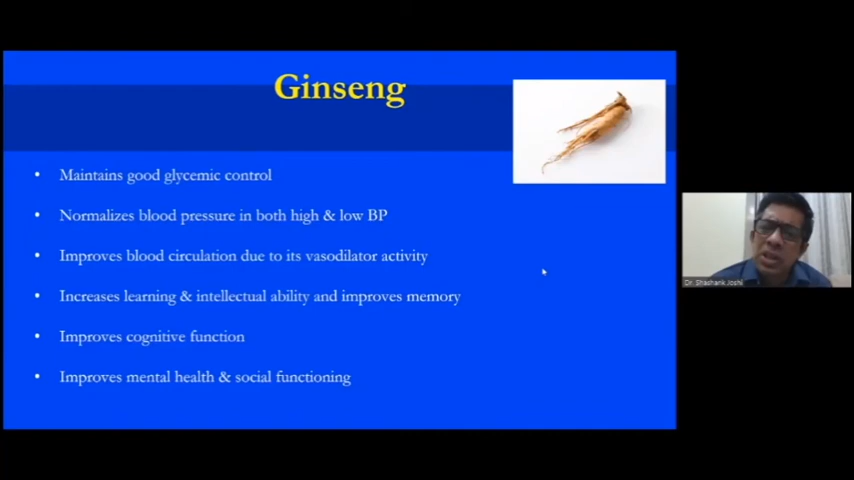 Ginseng
• Maintains good glycemic control
• Normalizes blood pressure in both high & low BP
• Improves blood circulation due to its vasodilator activity
• Increases learning & intellectual ability and improves memory
• Improves cognitive function
• Improves mental health & social functioning
Dr. Shashank Joshi